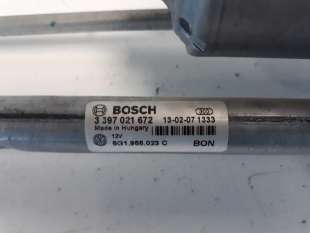 BOSCH
3 397 021 672 13-02-07 1333
Made in Hungary
12V
5G1.955.023 C BON